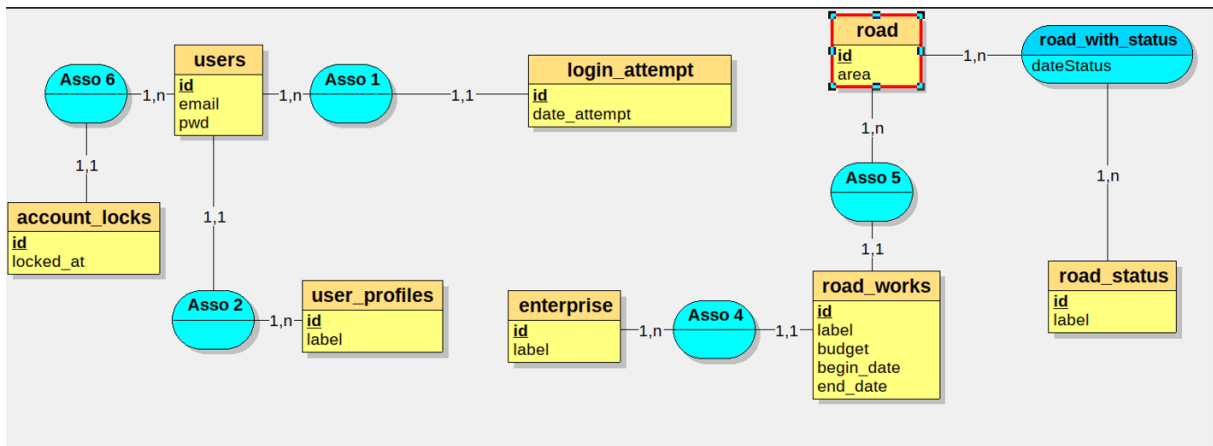 users
id
email
pwd
Asso 6
1,n
1,n
Asso 1
1,1
login_attempt
id
date_attempt
road
id
area
1,n
road_with_status
dateStatus
1,1
account_locks
id
locked_at
1,1
Asso 2
1,n
user_profiles
id
label
enterprise
id
label
1,n
Asso 4
1,1
1,n
Asso 5
1,1
road_works
id
label
budget
begin_date
end_date
1,n
road_status
id
label